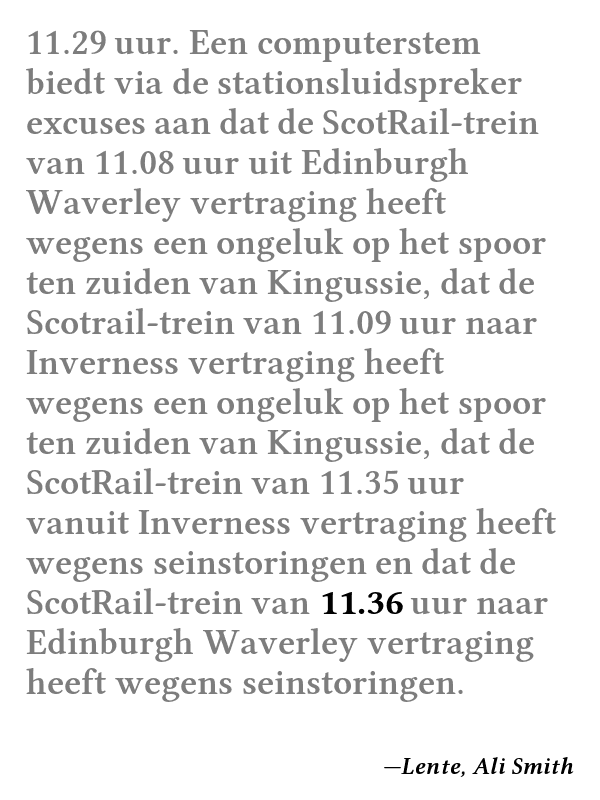 11.29 uur. Een computerstem
biedt via de stationsluidspreker
excuses aan dat de ScotRail-trein
van 11.08 uur uit Edinburgh
Waverley vertraging heeft
wegens een ongeluk op het spoor
ten zuiden van Kingussie, dat de
Scotrail-trein van 11.09 uur naar
Inverness vertraging heeft
wegens een ongeluk op het spoor
ten zuiden van Kingussie, dat de
ScotRail-trein van 11.35 uur
vanuit Inverness vertraging heeft
wegens seinstoringen en dat de
ScotRail-trein van 11.36 uur naar
Edinburgh Waverley vertraging
heeft wegens seinstoringen.
—Lente, Ali Smith